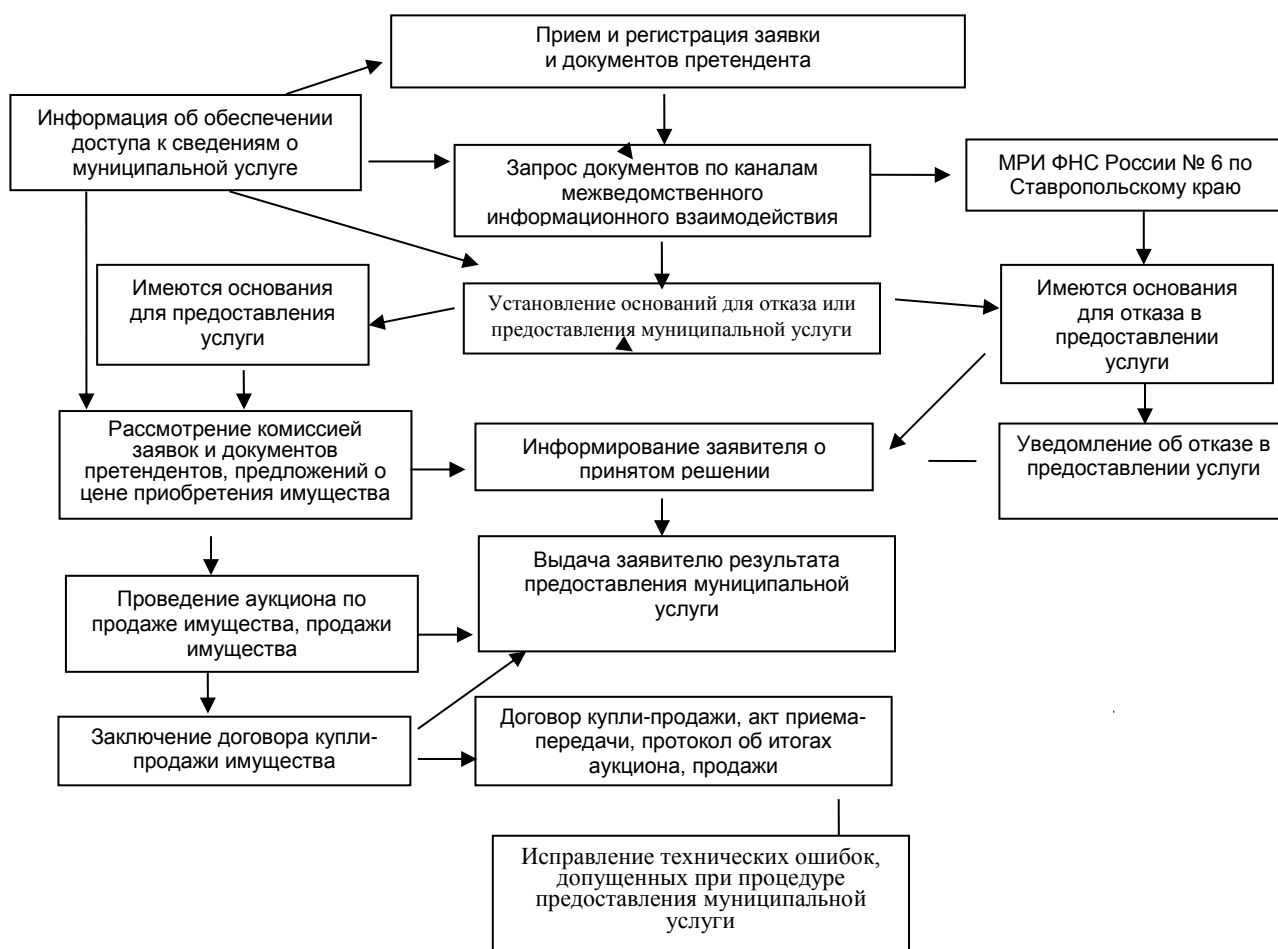 Прием и регистрация заявки
и документов претендента
Информация об обеспечении
доступа к сведениям о
муниципальной услуге
Запрос документов по каналам
межведомственного
информационного взаимодействия
МРИ ФНС России № 6 по
Ставропольскому краю
Имеются основания
для предоставления
услуги
Установление оснований для отказа или
предоставления муниципальной услуги
Имеются основания
для отказа в
предоставлении
услуги
Рассмотрение комиссией
заявок и документов
претендентов, предложений о
цене приобретения имущества
Информирование заявителя о
принятом решении
Уведомление об отказе в
предоставлении услуги
Проведение аукциона по
продаже имущества, продажи
имущества
Выдача заявителю результата
предоставления муниципальной
услуги
Заключение договора купли-
продажи имущества
Договор купли-продажи, акт приема-
передачи, протокол об итогах
аукциона, продажи
Исправление технических ошибок,
допущенных при процедуре
предоставления муниципальной
услуги